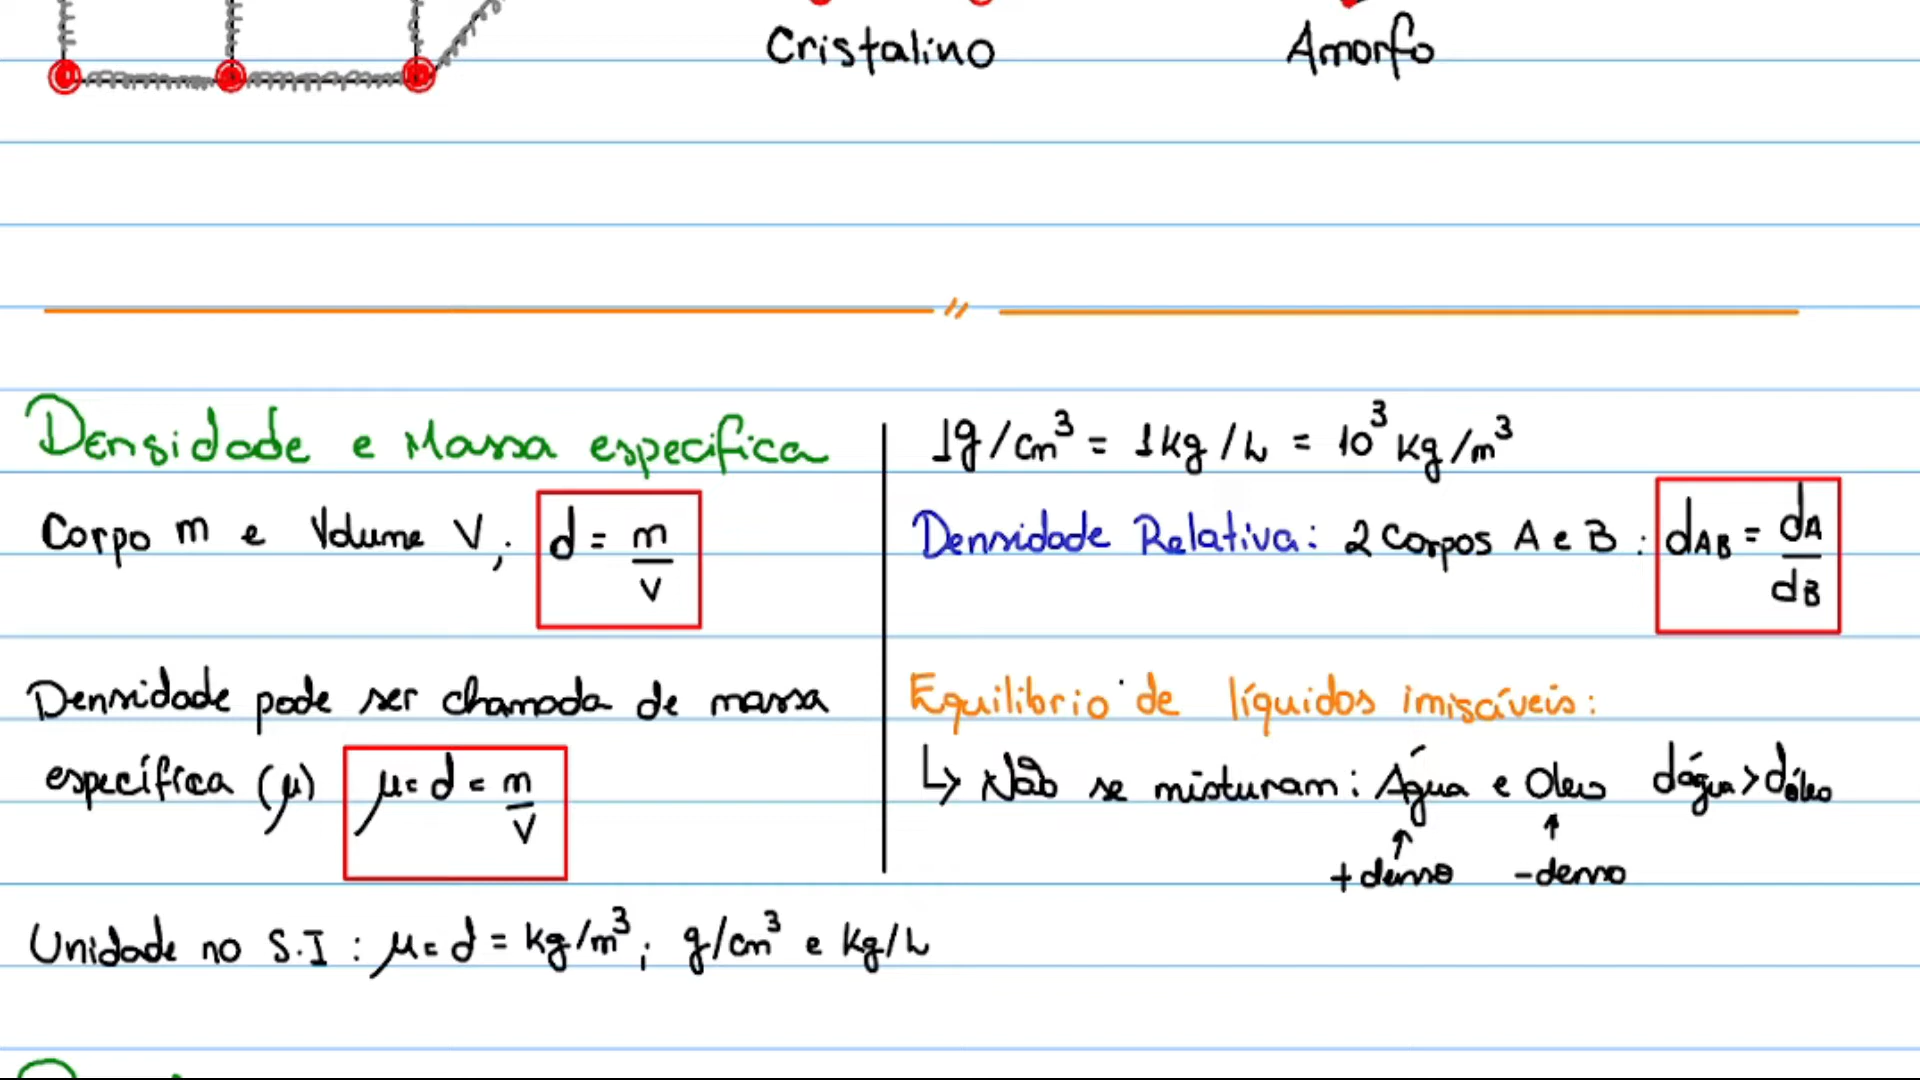 Cristalino
Amorfo
Densidade e Massa específica
Corpo m e Volume V; d = m/V
Densidade pode ser chamada de massa
específica (μ) μ = d = m/V
Unidade no S.I : μ = d = kg/m³; g/cm³ e kg/L
1g/cm³ = 1kg/L = 10³ kg/m³
Densidade Relativa: 2 Corpos A e B : dAB = dA/dB
Equilibrio de líquidos imiscíveis:
↳ Não se misturam: Água e Oleo dágua > dóleo
+denso -denso